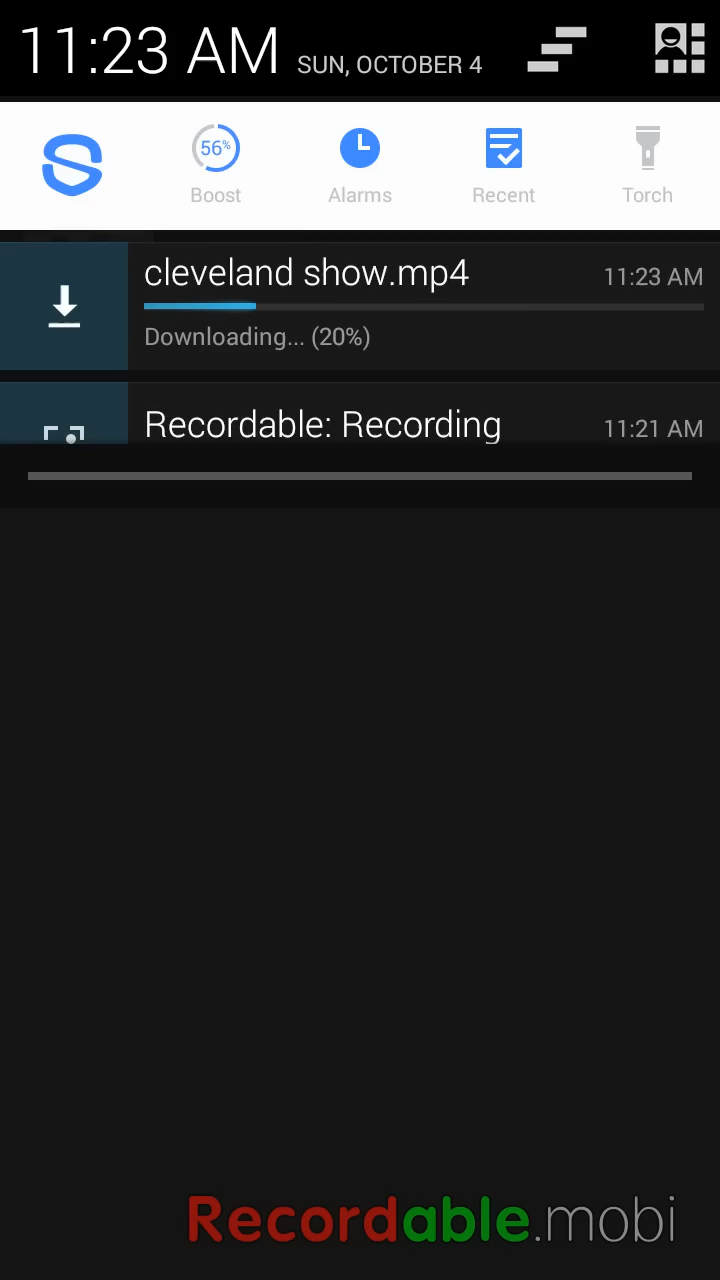 11:23 AM SUN, OCTOBER 4
56%
Boost Alarms Recent Torch
cleveland show.mp4 11:23 AM
Downloading... (20%)
Recordable: Recording 11:21 AM
Recordable.mobi